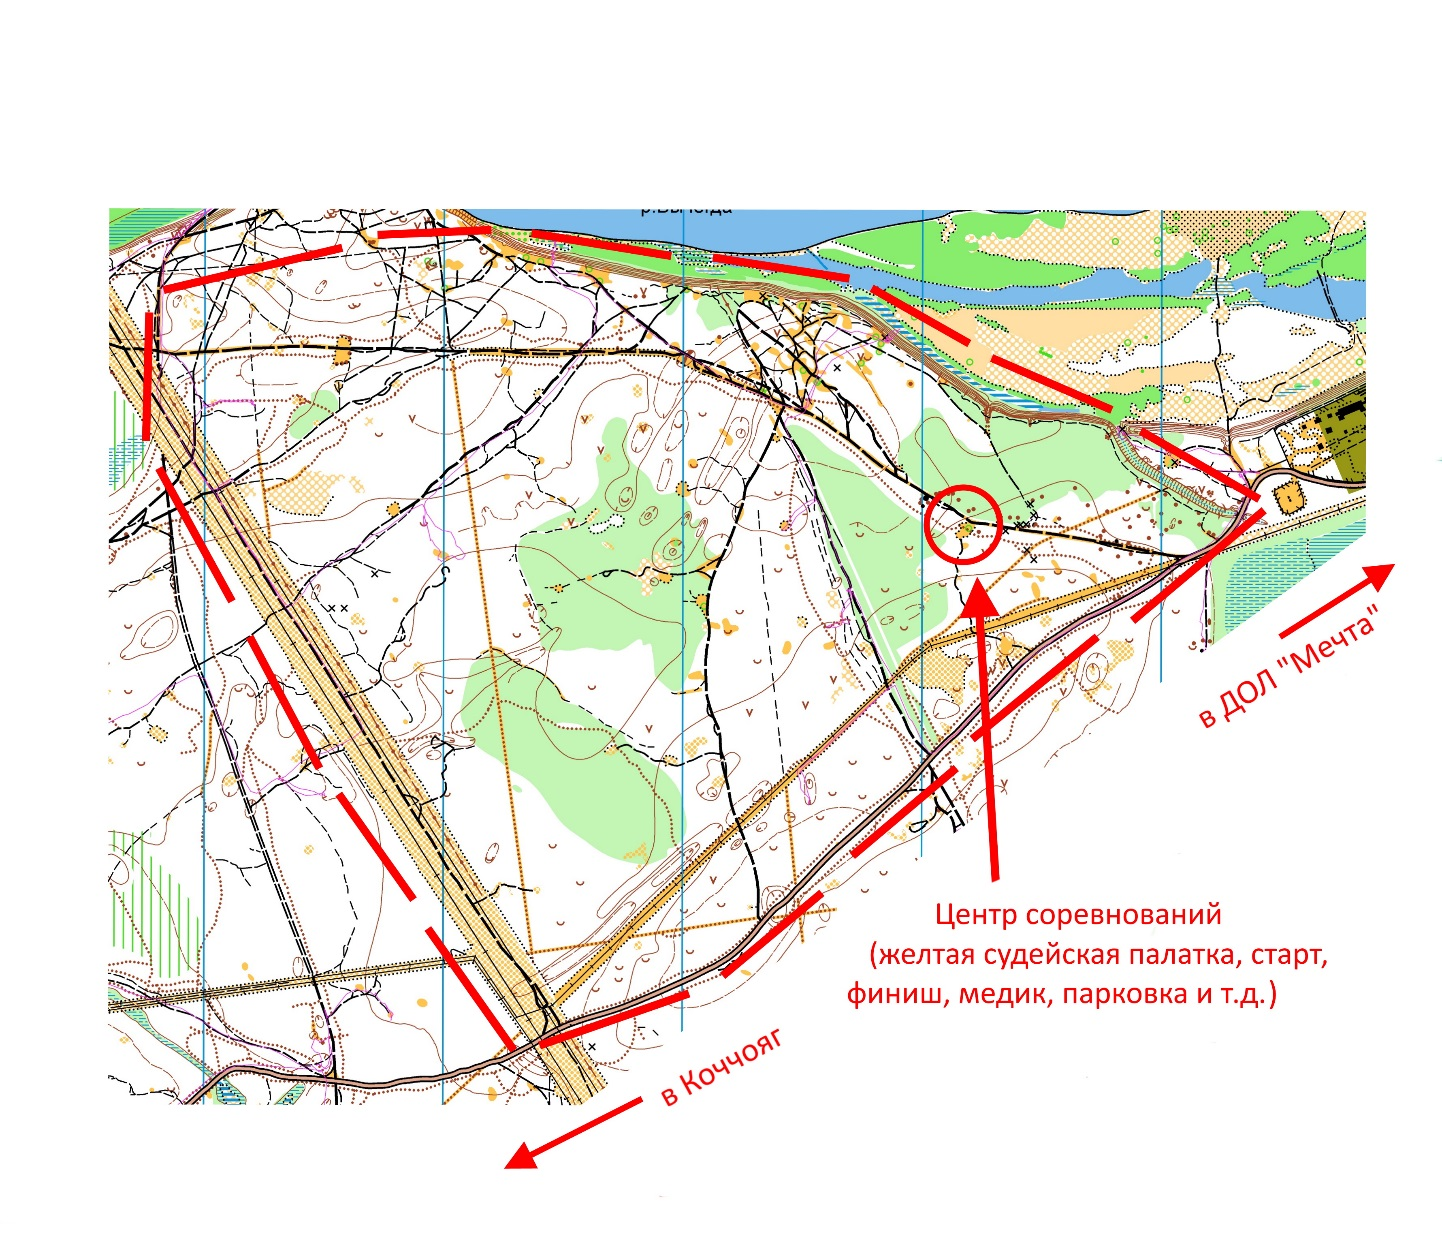 в ДОЛ "Мечта"
Центр соревнований
(желтая судейская палатка, старт,
финиш, медик, парковка и т.д.)
в Коччояг